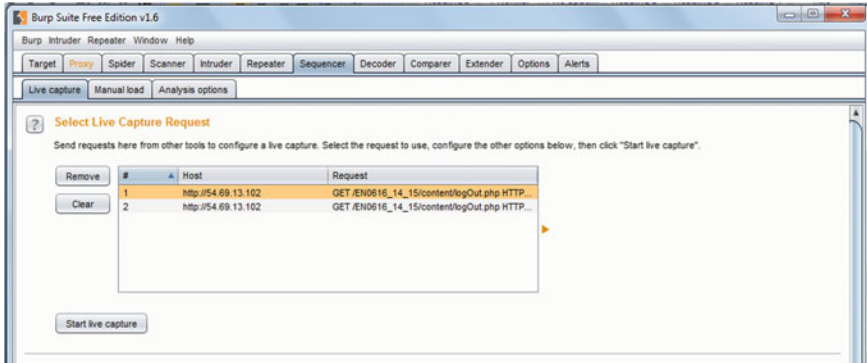 Burp Suite Free Edition v1.6
Burp Intruder Repeater Window Help
Target Proxy Spider Scanner Intruder Repeater Sequencer Decoder Comparer Extender Options Alerts
Live capture Manual load Analysis options
? Select Live Capture Request
Send requests here from other tools to configure a live capture. Select the request to use, configure the other options below, then click "Start live capture".
Remove # Host Request
1 http://54.69.13.102 GET /EN0616_14_15/content/logOut.php HTTP...
Clear 2 http://54.69.13.102 GET /EN0616_14_15/content/logOut.php HTTP...
Start live capture